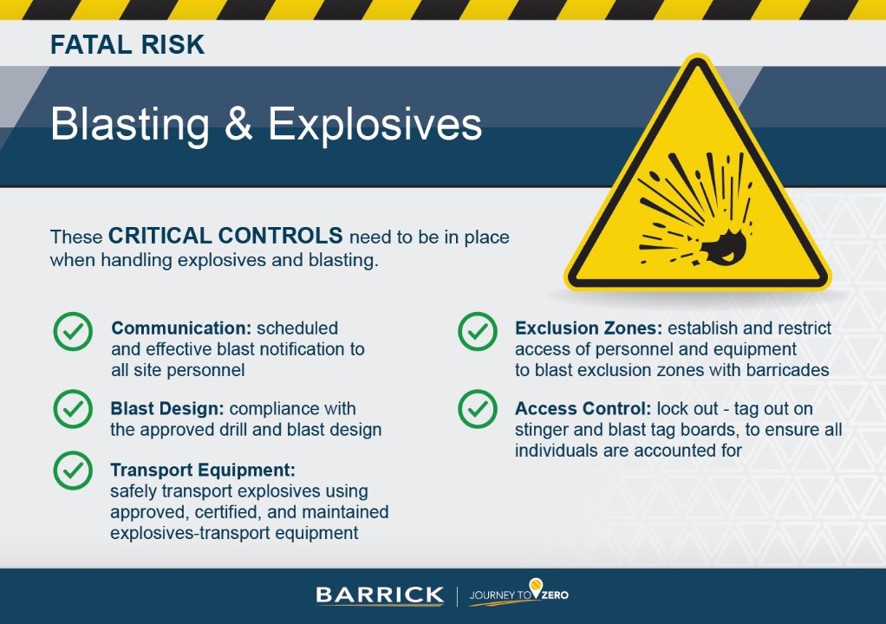 FATAL RISK
Blasting & Explosives
These CRITICAL CONTROLS need to be in place
when handling explosives and blasting.
Communication: scheduled
and effective blast notification to
all site personnel
Blast Design: compliance with
the approved drill and blast design
Transport Equipment:
safely transport explosives using
approved, certified, and maintained
explosives-transport equipment
Exclusion Zones: establish and restrict
access of personnel and equipment
to blast exclusion zones with barricades
Access Control: lock out - tag out on
stinger and blast tag boards, to ensure all
individuals are accounted for
BARRICK | JOURNEY TO ZERO